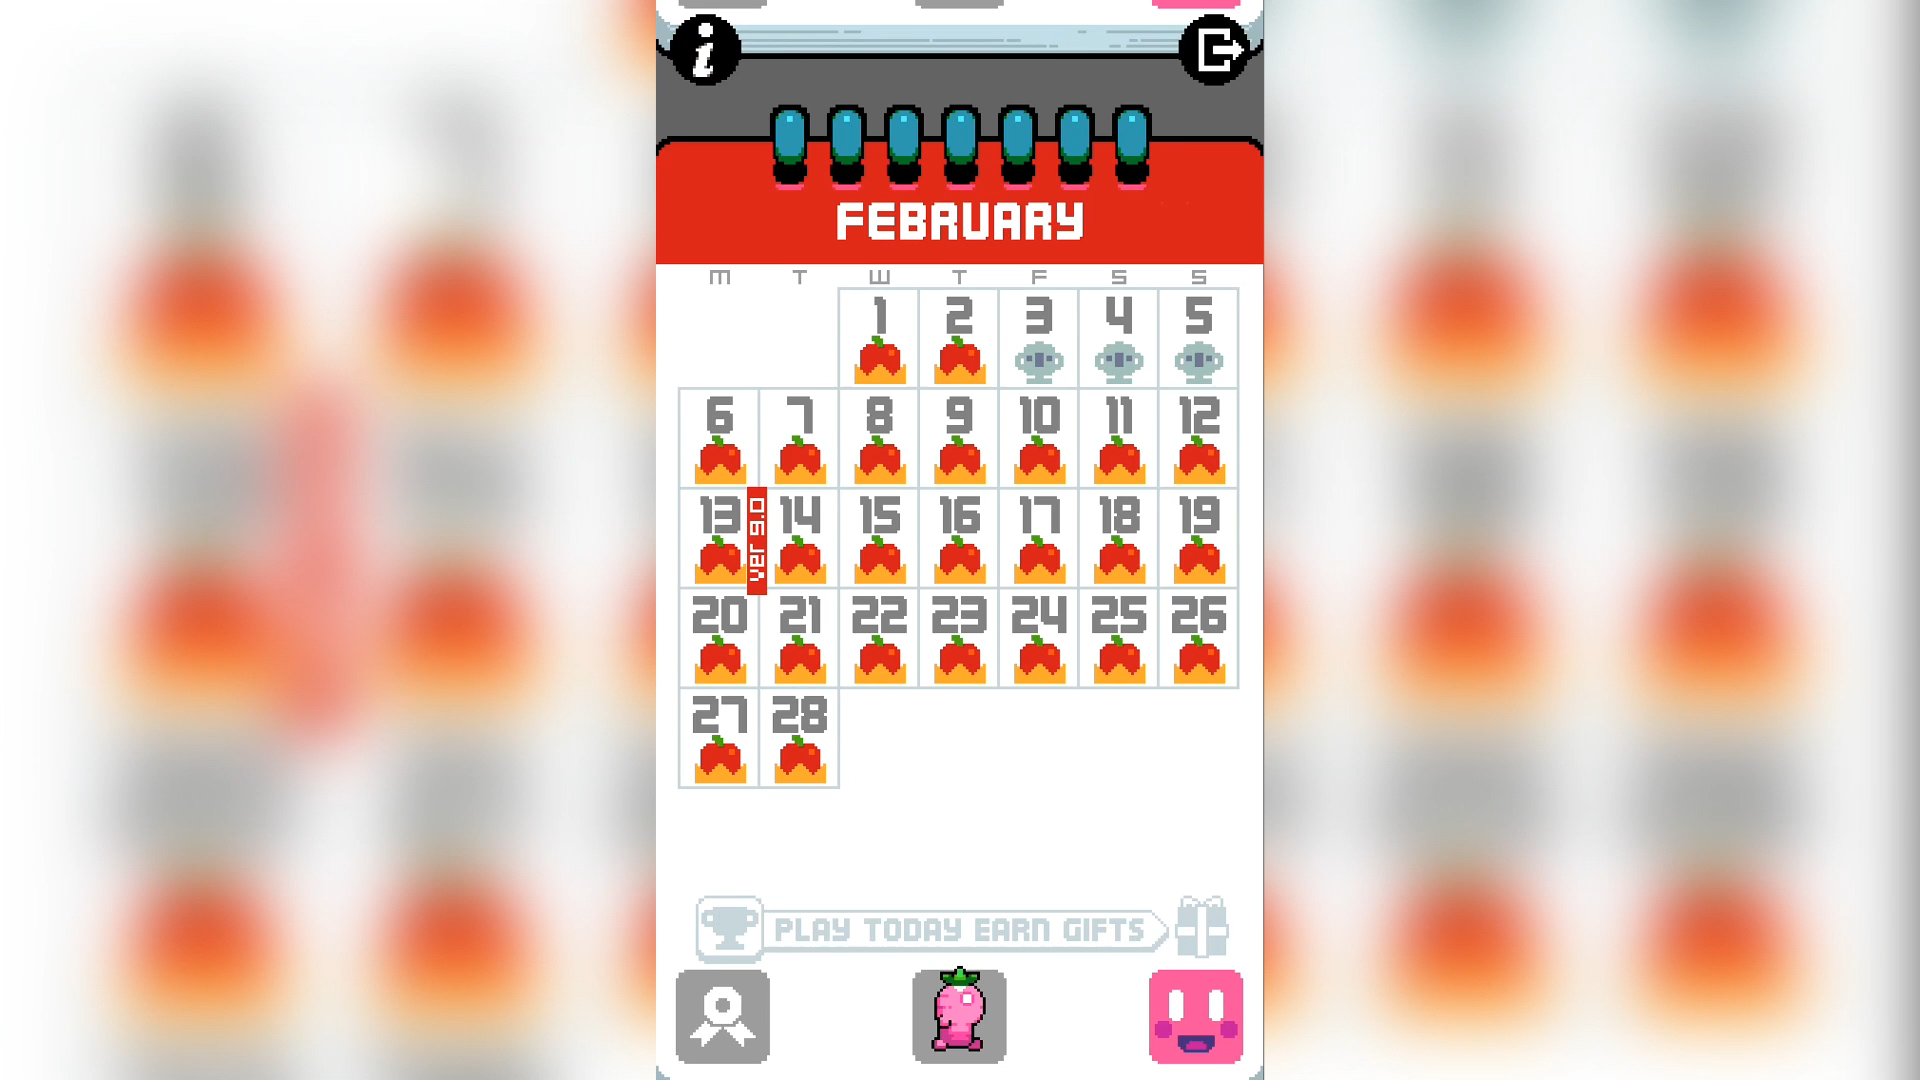 i
FEBRUARY
M T W T F S S
1 2 3 4 5
6 7 8 9 10 11 12
13 14 15 16 17 18 19
ver 9.0
20 21 22 23 24 25 26
27 28
PLAY TODAY EARN GIFTS